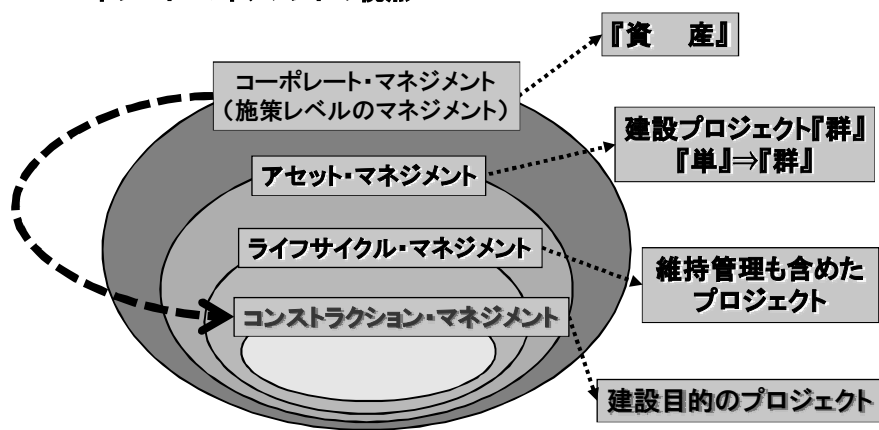 『資　産』
コーポレート・マネジメント
（施策レベルのマネジメント）
建設プロジェクト『群』
『単』⇒『群』
アセット・マネジメント
ライフサイクル・マネジメント
維持管理も含めた
プロジェクト
コンストラクション・マネジメント
建設目的のプロジェクト